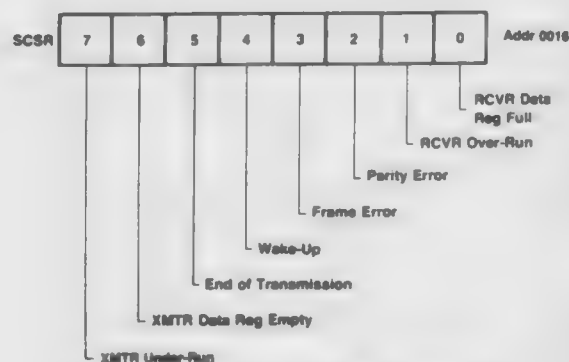 SCSR 7 6 5 4 3 2 1 0 Addr 0016
RCVR Data
Reg Full
RCVR Over-Run
Parity Error
Frame Error
Wake-Up
End of Transmission
XMTR Data Reg Empty
XMTR Under-Run